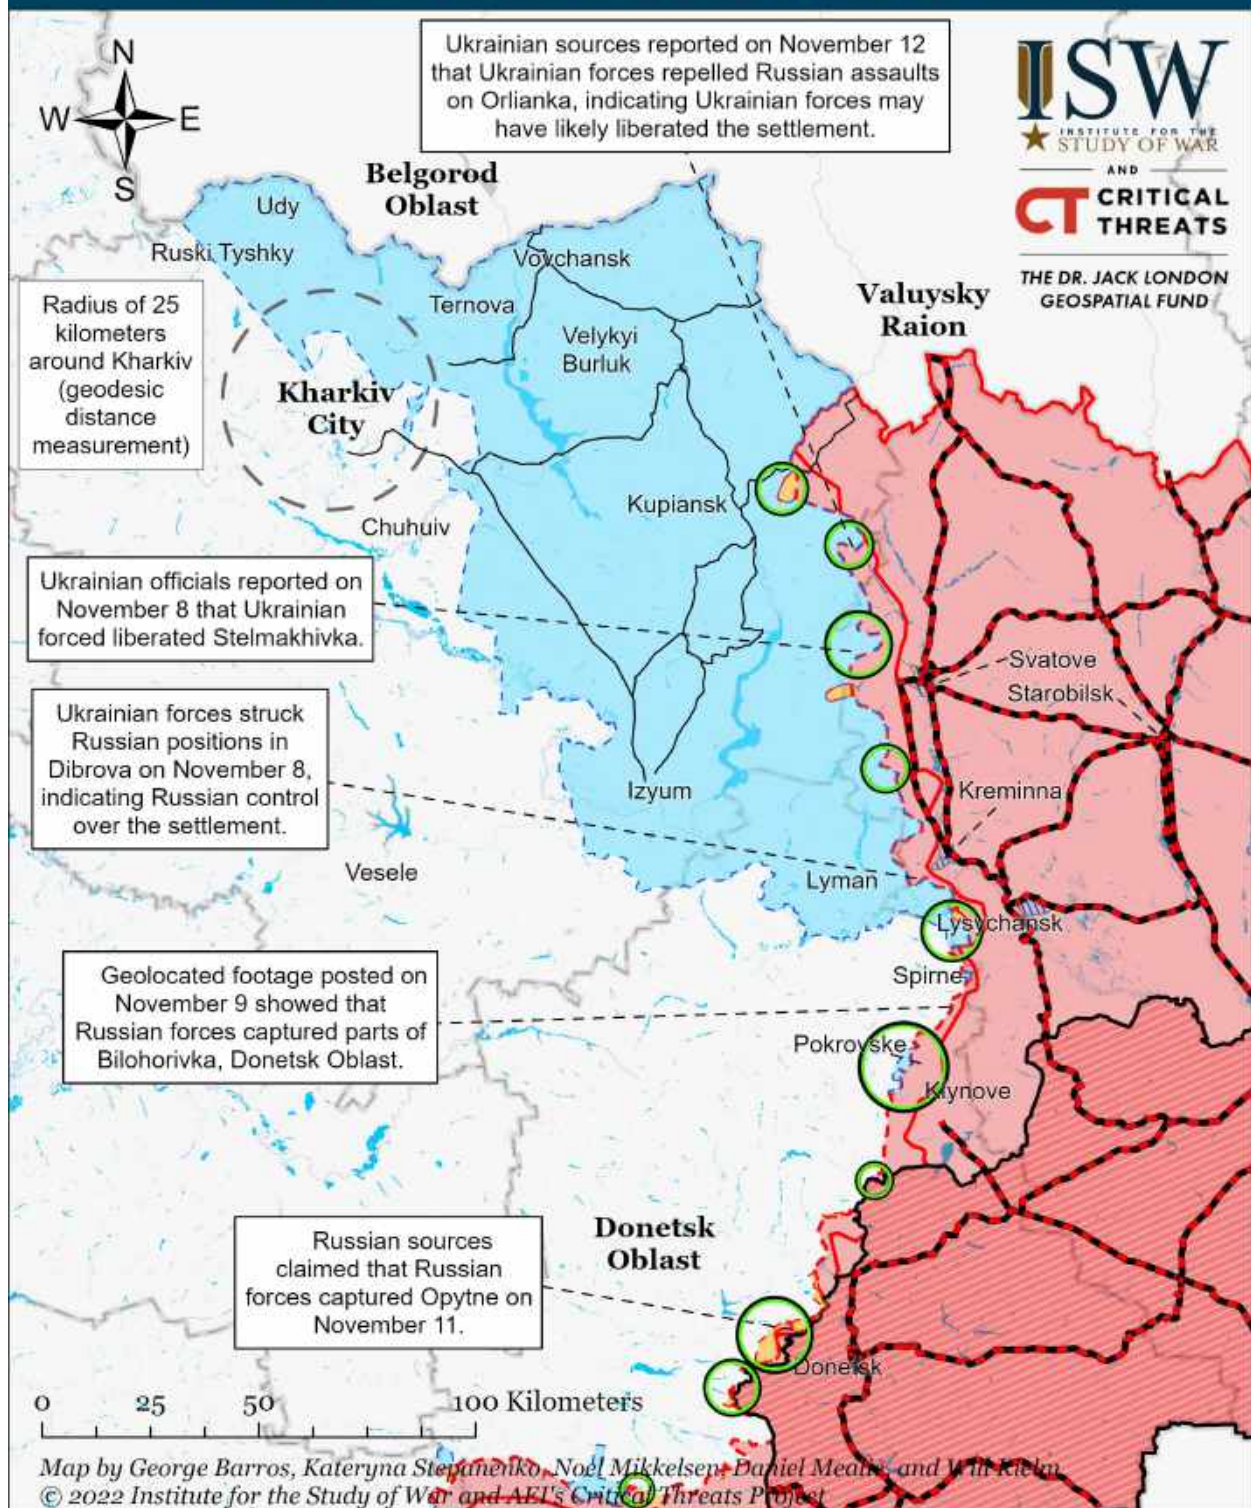 Ukrainian sources reported on November 12
that Ukrainian forces repelled Russian assaults
on Orlianka, indicating Ukrainian forces may
have likely liberated the settlement.
ISW
INSTITUTE FOR THE
STUDY OF WAR
AND
CT CRITICAL
THREATS
THE DR. JACK LONDON
GEOSPATIAL FUND
N
W
E
S
Belgorod
Oblast
Udy
Ruski Tyshky
Vovchansk
Ternova
Velykyi
Burluk
Valuysky
Raion
Radius of 25
kilometers
around Kharkiv
(geodesic
distance
measurement)
Kharkiv
City
Kupiansk
Chuhuiv
Ukrainian officials reported on
November 8 that Ukrainian
forced liberated Stelmakhivka.
Svatove
Starobilsk
Ukrainian forces struck
Russian positions in
Dibrova on November 8,
indicating Russian control
over the settlement.
Izyum
Kreminna
Vesele
Lyman
Lysychansk
Spirne
Geolocated footage posted on
November 9 showed that
Russian forces captured parts of
Bilohorivka, Donetsk Oblast.
Pokrovske
Klynove
Donetsk
Oblast
Russian sources
claimed that Russian
forces captured Opytne on
November 11.
Donetsk
0 25 50 100 Kilometers
Map by George Barros, Kateryna Stepanenko, Noel Mikkelsen, Daniel Mealie, and Will Kielm
© 2022 Institute for the Study of War and AEI's Critical Threats Project